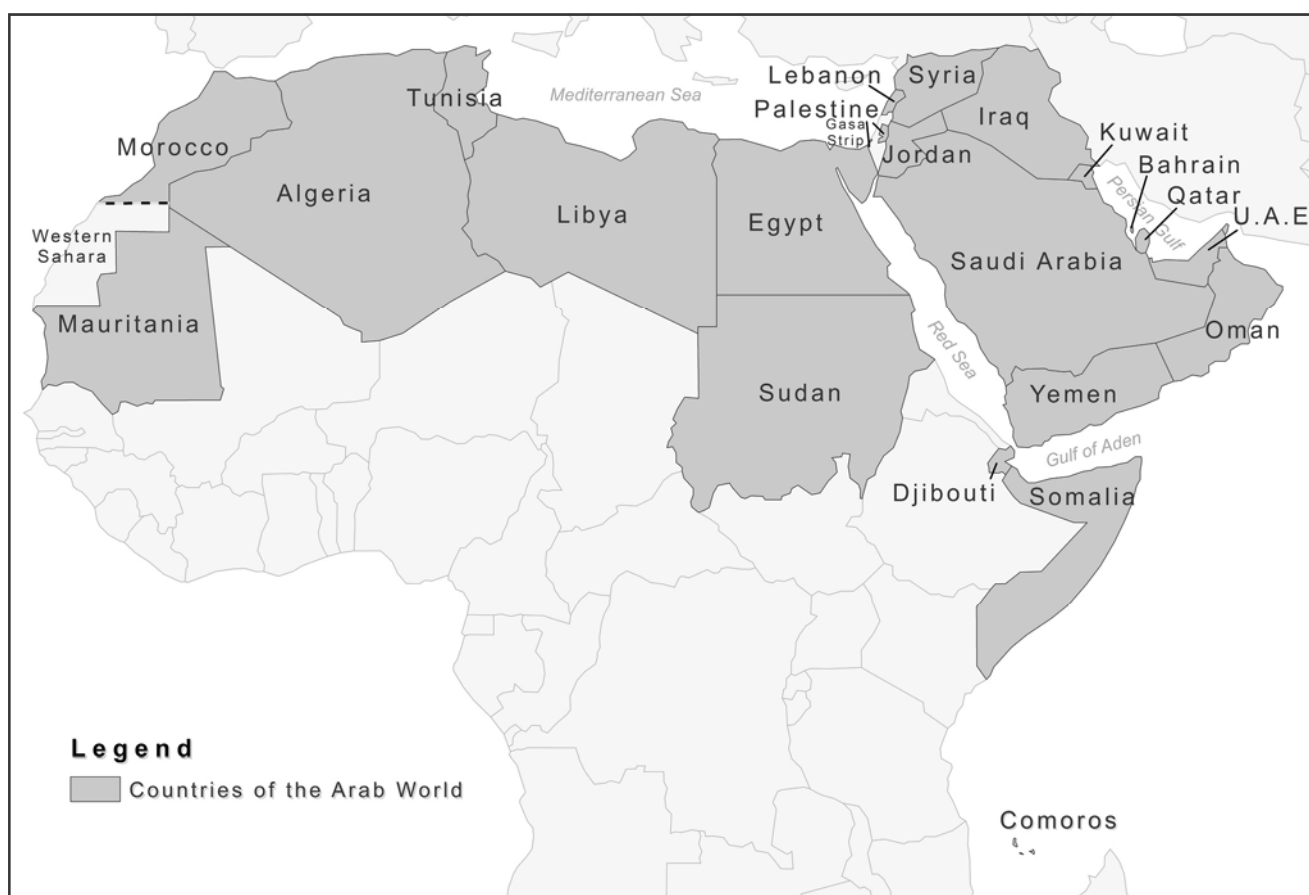 Lebanon
Syria
Tunisia
Mediterranean Sea
Palestine
Gasa
Strip
Iraq
Kuwait
Morocco
Jordan
Bahrain
Persian Gulf
Qatar
Algeria
Libya
Egypt
U.A.E
Western
Sahara
Saudi Arabia
Mauritania
Red Sea
Oman
Sudan
Yemen
Gulf of Aden
Djibouti
Somalia
Legend
Countries of the Arab World
Comoros